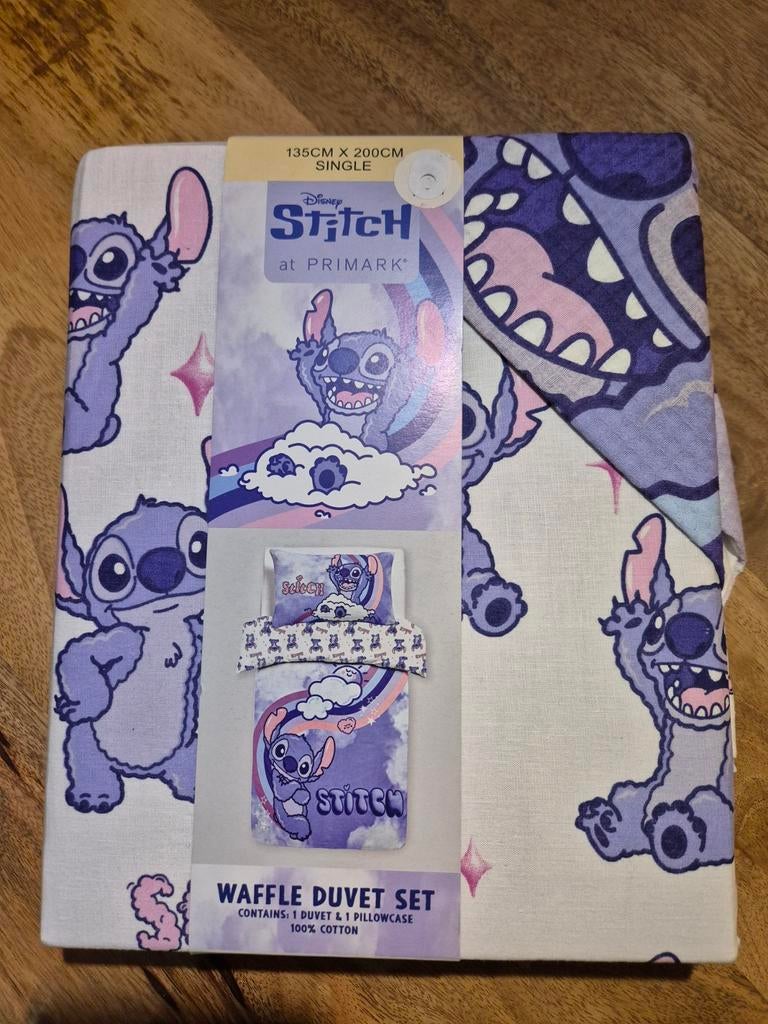 135CM X 200CM
SINGLE
Disney
Stitch
at PRIMARK®
STITCH
STITCH
WAFFLE DUVET SET
CONTAINS: 1 DUVET & 1 PILLOWCASE
100% COTTON
S